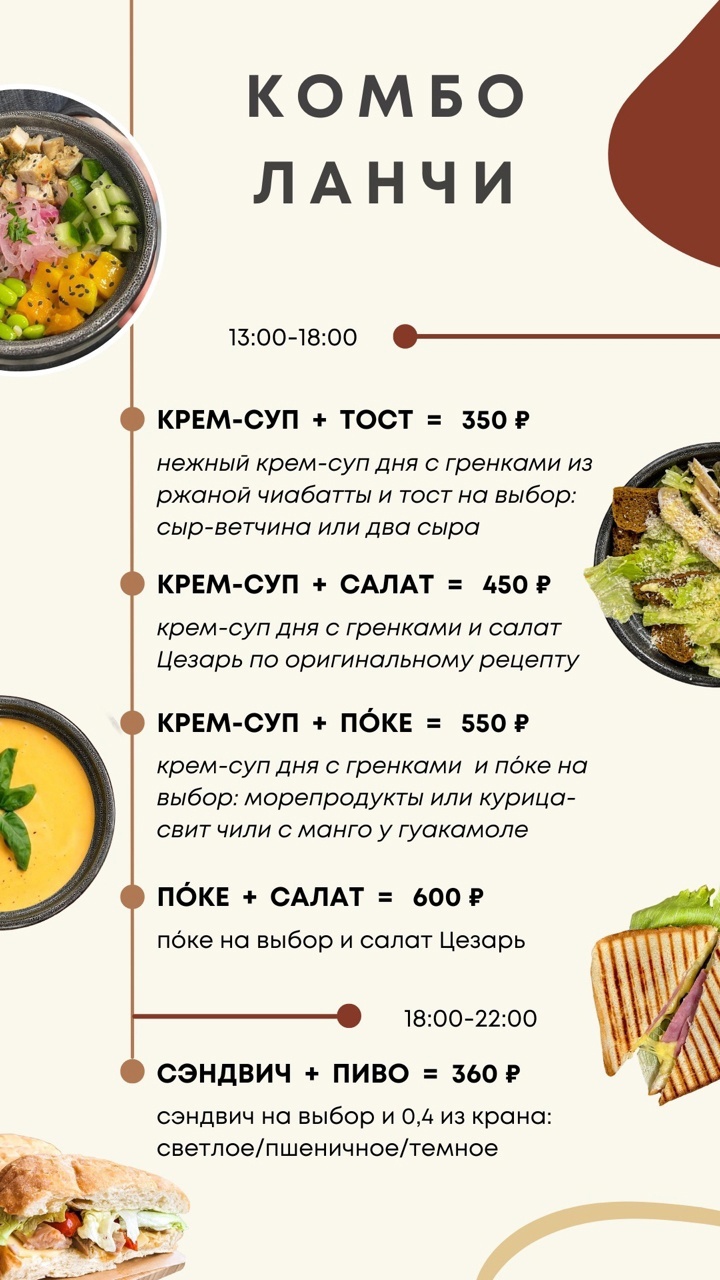 КОМБО
ЛАНЧИ
13:00-18:00
КРЕМ-СУП + ТОСТ = 350 ₽
нежный крем-суп дня с гренками из
ржаной чиабатты и тост на выбор:
сыр-ветчина или два сыра
КРЕМ-СУП + САЛАТ = 450 ₽
крем-суп дня с гренками и салат
Цезарь по оригинальному рецепту
КРЕМ-СУП + ПО́КЕ = 550 ₽
крем-суп дня с гренками и по́ке на
выбор: морепродукты или курица-
свит чили с манго у гуакамоле
ПО́КЕ + САЛАТ = 600 ₽
по́ке на выбор и салат Цезарь
18:00-22:00
СЭНДВИЧ + ПИВО = 360 ₽
сэндвич на выбор и 0,4 из крана:
светлое/пшеничное/темное